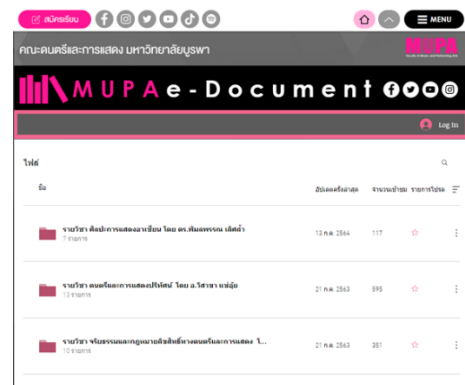 สมัครเรียน
MENU
คณะดนตรีและการแสดง มหาวิทยาลัยบูรพา
MUPA
MUPA e-Document
Log In
ไฟล์
ชื่อ อัปเดตครั้งล่าสุด จำนวนเข้าชม รายการโปรด
รายวิชา ศิลปะการแสดงอาเซียน โดย ดร.พิมลพรรณ เลิศล้ำ 13 ก.ค. 2564 117
7 รายการ
รายวิชา ดนตรีและการแสดงปริทัศน์ โดย อ.วิสาขา แซ่อุ้ย 21 ก.ค. 2563 595
13 รายการ
รายวิชา จริยธรรมและกฎหมายลิขสิทธิ์ทางดนตรีและการแสดง โ... 21 ก.ค. 2563 351
รายการ